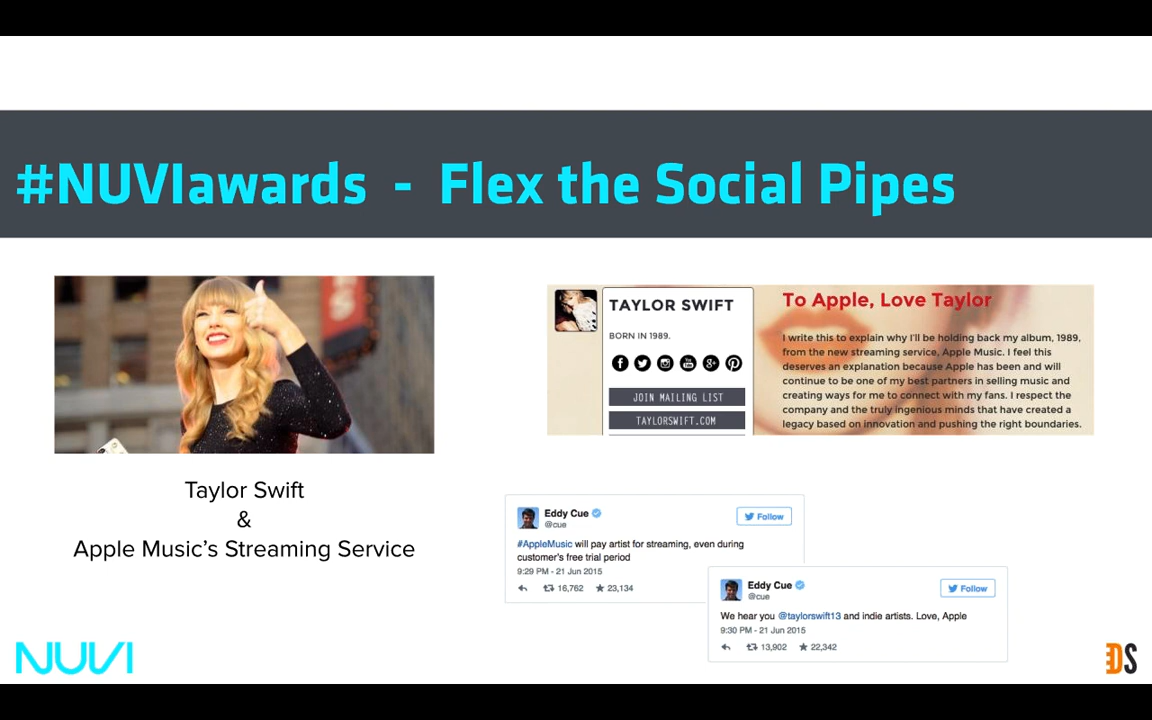 #NUVIawards - Flex the Social Pipes
Taylor Swift
&
Apple Music's Streaming Service
TAYLOR SWIFT
BORN IN 1989.
JOIN MAILING LIST
TAYLORSWIFT.COM
To Apple, Love Taylor
I write this to explain why I'll be holding back my album, 1989,
from the new streaming service, Apple Music. I feel this
deserves an explanation because Apple has been and will
continue to be one of my best partners in selling music and
creating ways for me to connect with my fans. I respect the
company and the truly ingenious minds that have created a
legacy based on innovation and pushing the right boundaries.
Eddy Cue
@cue
Follow
#AppleMusic will pay artist for streaming, even during
customer's free trial period
9:29 PM - 21 Jun 2015
16,762 23,134
Eddy Cue
@cue
Follow
We hear you @taylorswift13 and indie artists. Love, Apple
9:30 PM - 21 Jun 2015
13,902 22,342
NUVI
DS